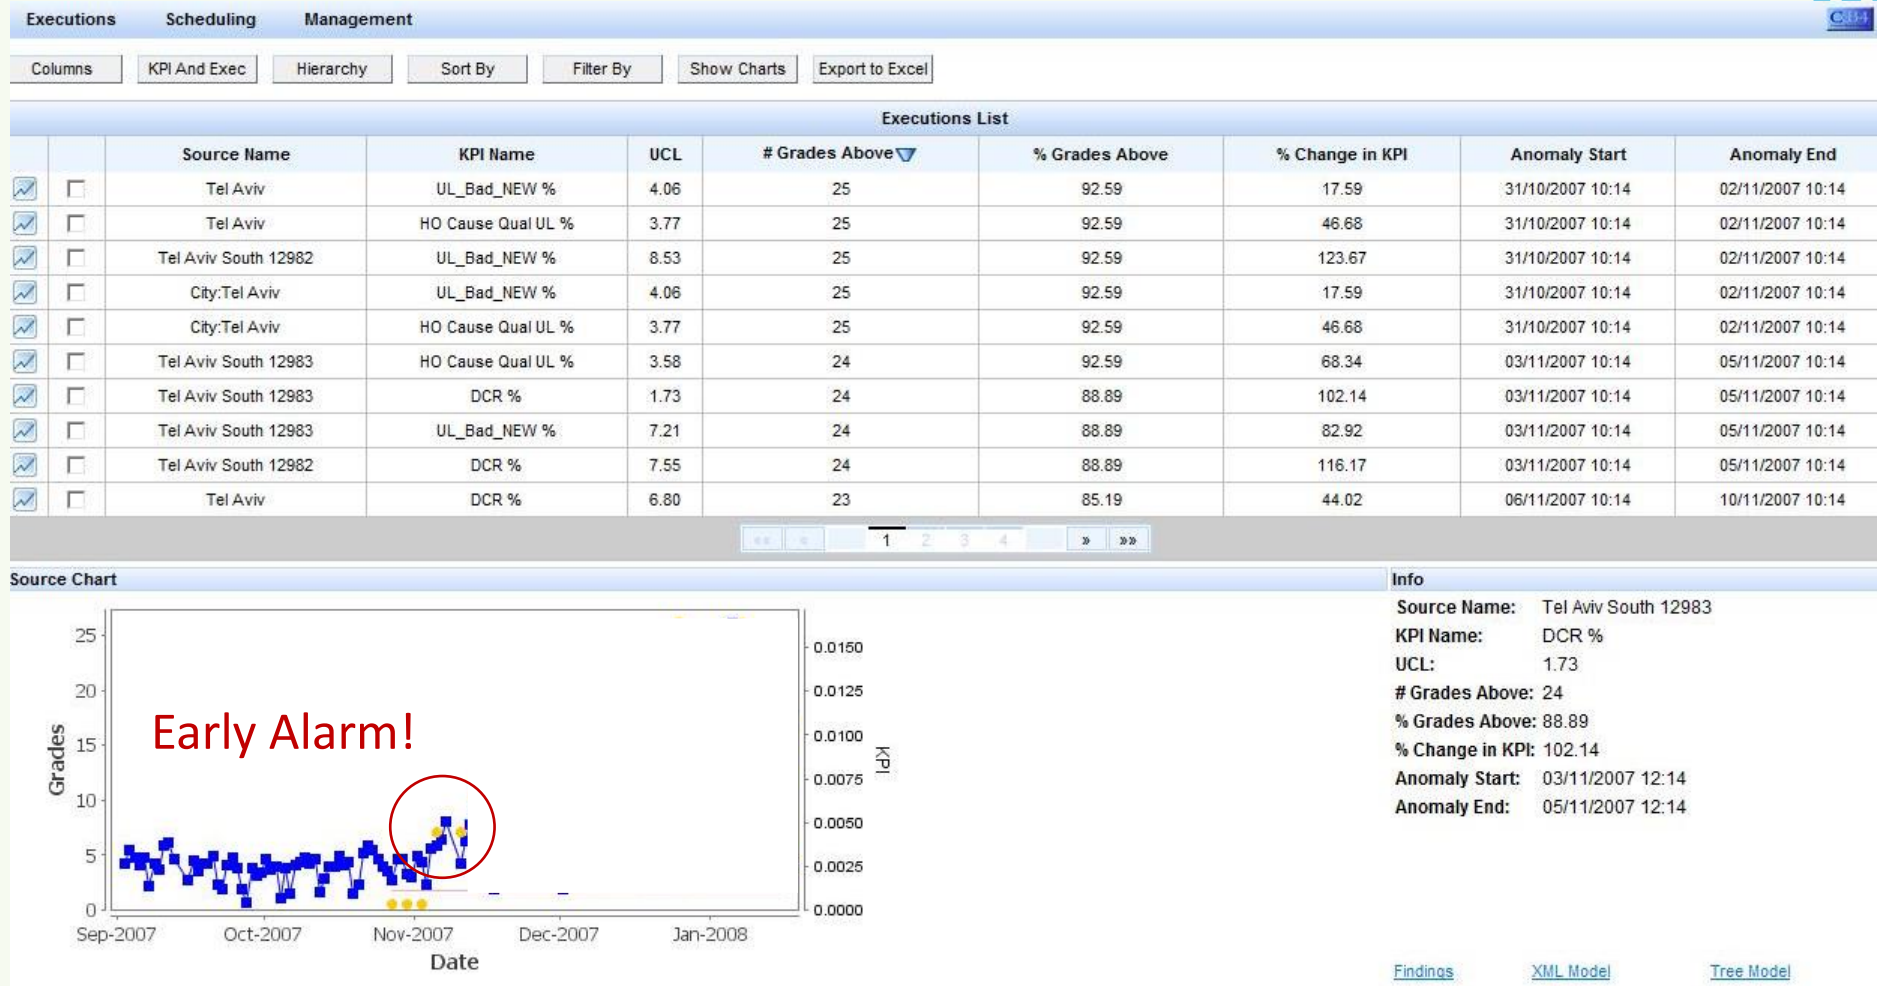 Executions Scheduling Management
Columns KPI And Exec Hierarchy Sort By Filter By Show Charts Export to Excel
Executions List
Source Name KPI Name UCL # Grades Above % Grades Above % Change in KPI Anomaly Start Anomaly End
Tel Aviv UL_Bad_NEW % 4.06 25 92.59 17.59 31/10/2007 10:14 02/11/2007 10:14
Tel Aviv HO Cause Qual UL % 3.77 25 92.59 46.68 31/10/2007 10:14 02/11/2007 10:14
Tel Aviv South 12982 UL_Bad_NEW % 8.53 25 92.59 123.67 31/10/2007 10:14 02/11/2007 10:14
City:Tel Aviv UL_Bad_NEW % 4.06 25 92.59 17.59 31/10/2007 10:14 02/11/2007 10:14
City:Tel Aviv HO Cause Qual UL % 3.77 25 92.59 46.68 31/10/2007 10:14 02/11/2007 10:14
Tel Aviv South 12983 HO Cause Qual UL % 3.58 24 92.59 68.34 03/11/2007 10:14 05/11/2007 10:14
Tel Aviv South 12983 DCR % 1.73 24 88.89 102.14 03/11/2007 10:14 05/11/2007 10:14
Tel Aviv South 12983 UL_Bad_NEW % 7.21 24 88.89 82.92 03/11/2007 10:14 05/11/2007 10:14
Tel Aviv South 12982 DCR % 7.55 24 88.89 116.17 03/11/2007 10:14 05/11/2007 10:14
Tel Aviv DCR % 6.80 23 85.19 44.02 06/11/2007 10:14 10/11/2007 10:14
«« « 1 2 3 4 » »»
Source Chart
25
20
15
10
5
0
Grades
Early Alarm!
0.0150
0.0125
0.0100
0.0075
0.0050
0.0025
0.0000
KPI
Sep-2007 Oct-2007 Nov-2007 Dec-2007 Jan-2008
Date
Info
Source Name: Tel Aviv South 12983
KPI Name: DCR %
UCL: 1.73
# Grades Above: 24
% Grades Above: 88.89
% Change in KPI: 102.14
Anomaly Start: 03/11/2007 12:14
Anomaly End: 05/11/2007 12:14
Findings XML Model Tree Model